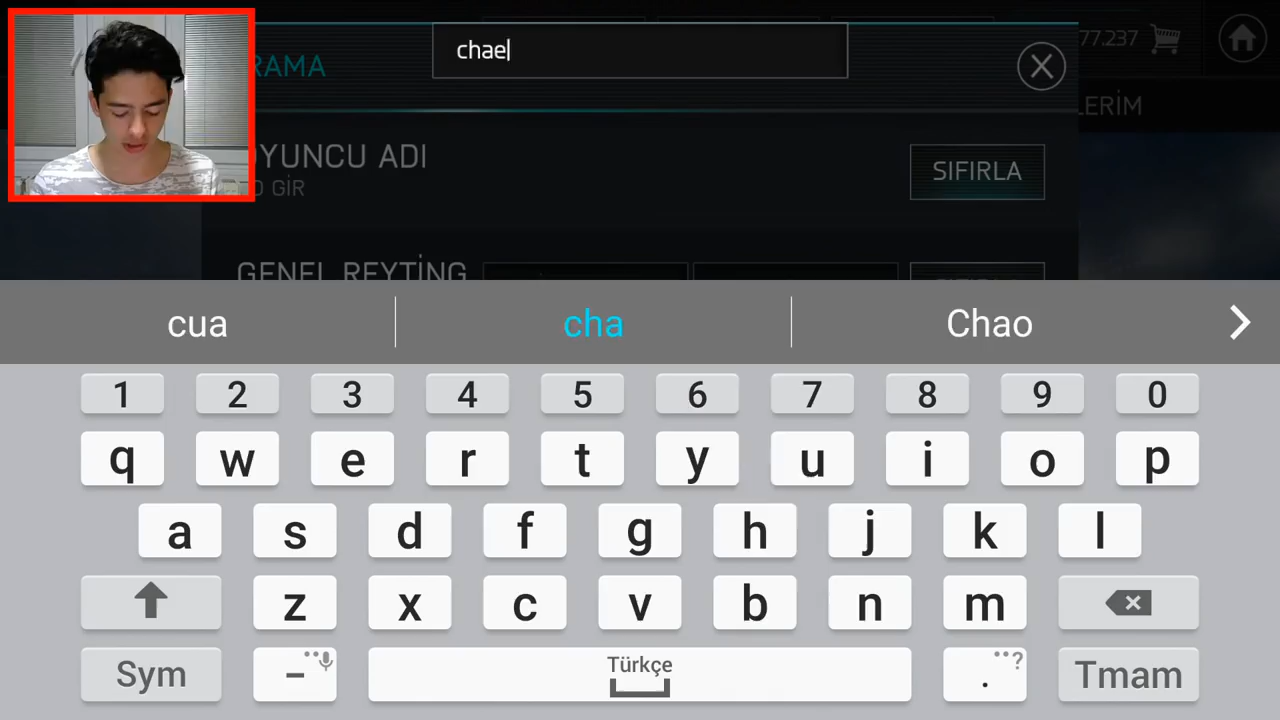 chae
RAMA
77.237
LERİM
OYUNCU ADI
SIFIRLA
GİR
GENEL REYTİNG
cua
cha
Chao
1 2 3 4 5 6 7 8 9 0
q w e r t y u i o p
a s d f g h j k l
z x c v b n m
Sym
–
Türkçe
. ?
Tmam